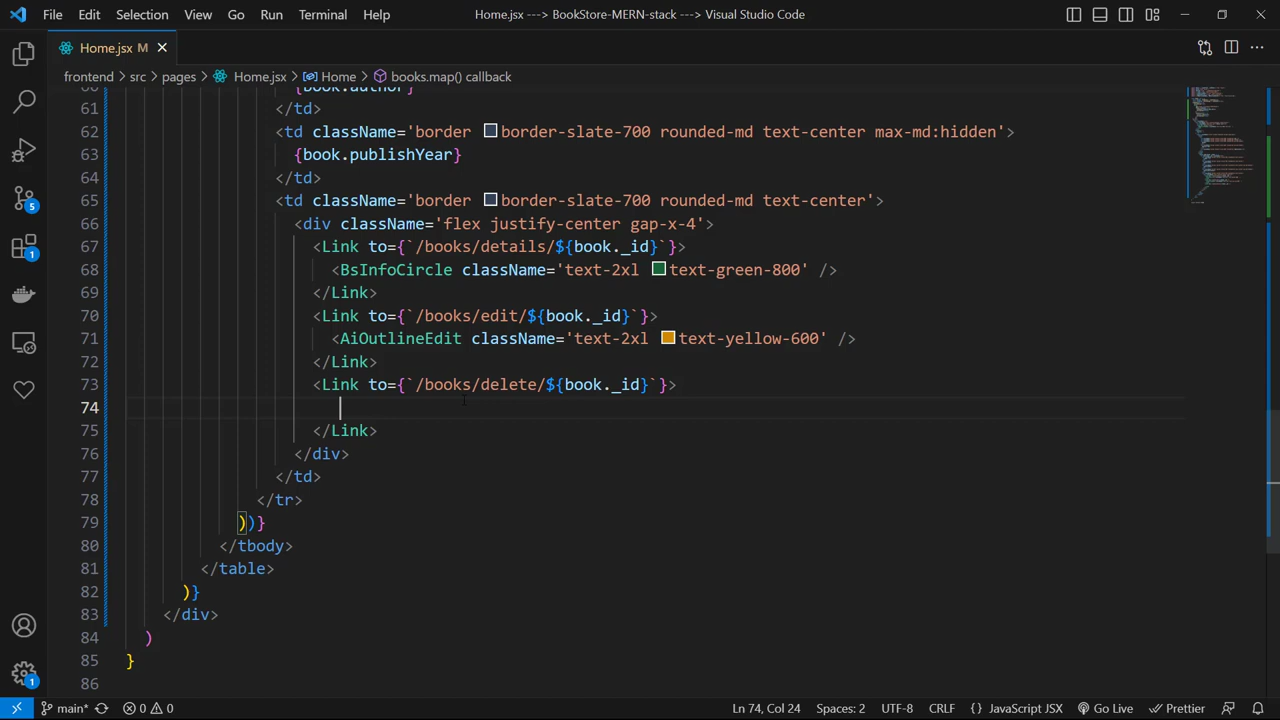 File Edit Selection View Go Run Terminal Help Home.jsx ---> BookStore-MERN-stack ---> Visual Studio Code
Home.jsx M
frontend > src > pages > Home.jsx > Home > books.map() callback
60 {book.author}
61 </td>
62 <td className='border border-slate-700 rounded-md text-center max-md:hidden'>
63 {book.publishYear}
64 </td>
65 <td className='border border-slate-700 rounded-md text-center'>
66 <div className='flex justify-center gap-x-4'>
67 <Link to={`/books/details/${book._id}`}>
68 <BsInfoCircle className='text-2xl text-green-800' />
69 </Link>
70 <Link to={`/books/edit/${book._id}`}>
71 <AiOutlineEdit className='text-2xl text-yellow-600' />
72 </Link>
73 <Link to={`/books/delete/${book._id}`}>
74
75 </Link>
76 </div>
77 </td>
78 </tr>
79 ))}
80 </tbody>
81 </table>
82 )}
83 </div>
84 )
85 }
86
5
1
1
main* 0 0 Ln 74, Col 24 Spaces: 2 UTF-8 CRLF {} JavaScript JSX Go Live Prettier